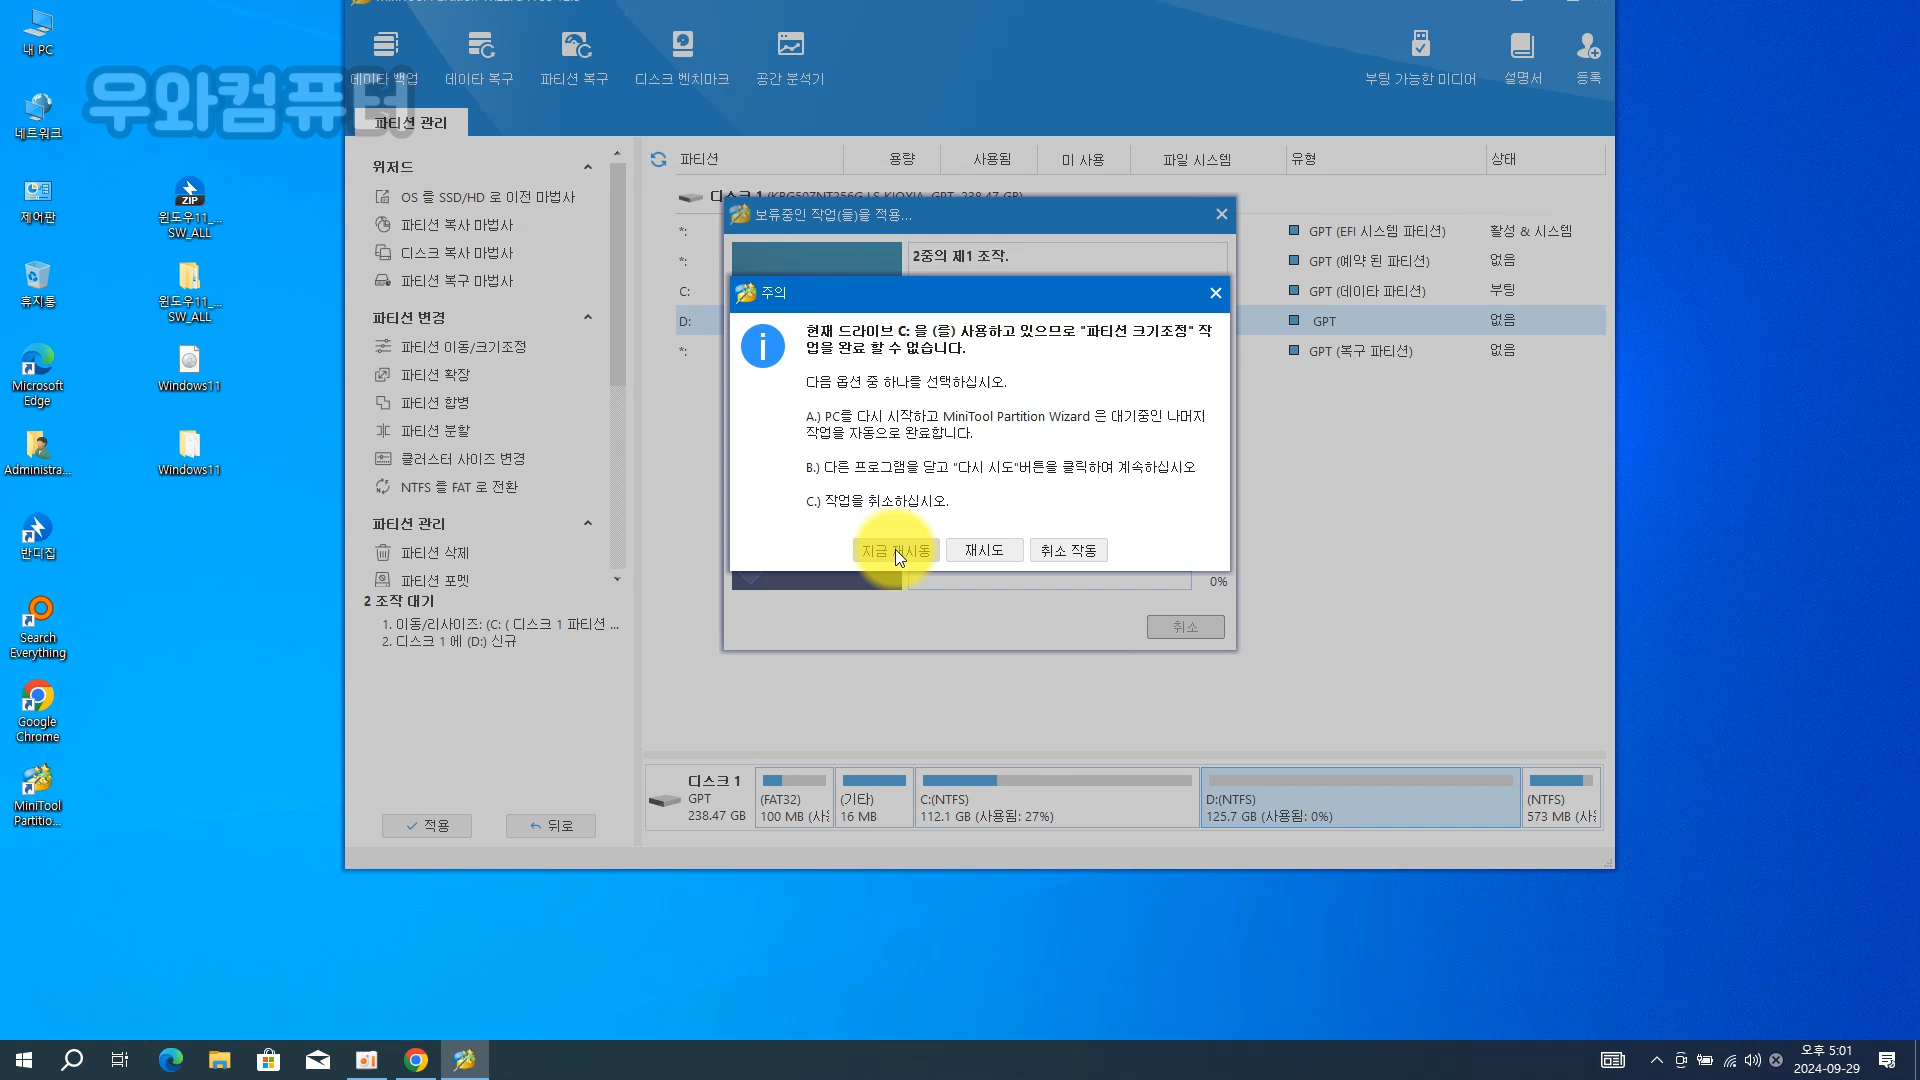 내 PC
네트워크
제어판
휴지통
Microsoft
Edge
Administra...
반디집
Search
Everything
Google
Chrome
MiniTool
Partitio...
윈도우11_...
SW_ALL
윈도우11_...
SW_ALL
Windows11
Windows11
우와컴퓨터
데이타 백업
데이타 복구
파티션 복구
디스크 벤치마크
공간 분석기
부팅 가능한 미디어
설명서
등록
파티션 관리
위저드
OS 을 SSD/HD 로 이전 마법사
파티션 복사 마법사
디스크 복사 마법사
파티션 복구 마법사
파티션 변경
파티션 이동/크기조정
파티션 확장
파티션 합병
파티션 분할
클러스터 사이즈 변경
NTFS 를 FAT 로 전환
파티션 관리
파티션 삭제
파티션 포멧
2 조작 대기
1. 이동/리사이즈: (C: ( 디스크 1 파티션 ...
2. 디스크 1 에 (D:) 신규
적용
뒤로
파티션 용량 사용됨 미 사용 파일 시스템 유형 상태
디스크 1 (KBG50ZNT256G LS KIOXIA, GPT, 238.47 GB)
*: GPT (EFI 시스템 파티션) 활성 & 시스템
*: GPT (예약 된 파티션) 없음
C: GPT (데이타 파티션) 부팅
D: GPT 없음
*: GPT (복구 파티션) 없음
보류중인 작업(들)을 적용...
2중의 제1 조작.
주의
현재 드라이브 C: 을 (를) 사용하고 있으므로 "파티션 크기조정" 작
업을 완료 할 수 없습니다.
다음 옵션 중 하나를 선택하십시오.
A.) PC를 다시 시작하고 MiniTool Partition Wizard 은 대기중인 나머지
작업을 자동으로 완료합니다.
B.) 다른 프로그램을 닫고 "다시 시도"버튼을 클릭하여 계속하십시오
C.) 작업을 취소하십시오.
지금 재시동
재시도
취소 작동
0%
취소
디스크 1
GPT
238.47 GB
(FAT32)
100 MB (사용
(기타)
16 MB
C:(NTFS)
112.1 GB (사용됨: 27%)
D:(NTFS)
125.7 GB (사용됨: 0%)
(NTFS)
573 MB (사용
오후 5:01
2024-09-29